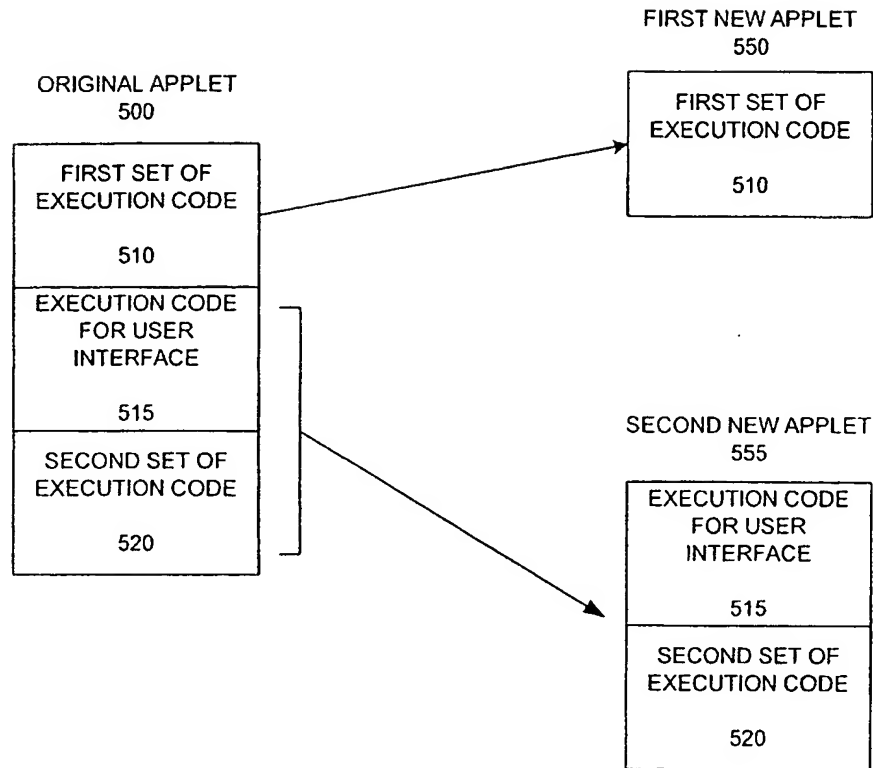 ORIGINAL APPLET
500
FIRST SET OF
EXECUTION CODE
510
EXECUTION CODE
FOR USER
INTERFACE
515
SECOND SET OF
EXECUTION CODE
520
FIRST NEW APPLET
550
FIRST SET OF
EXECUTION CODE
510
SECOND NEW APPLET
555
EXECUTION CODE
FOR USER
INTERFACE
515
SECOND SET OF
EXECUTION CODE
520